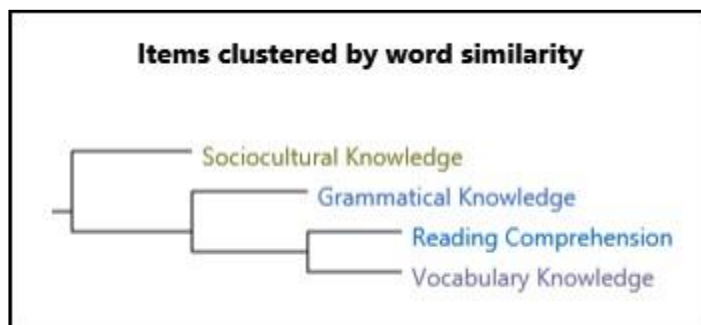 Items clustered by word similarity
Sociocultural Knowledge
Grammatical Knowledge
Reading Comprehension
Vocabulary Knowledge